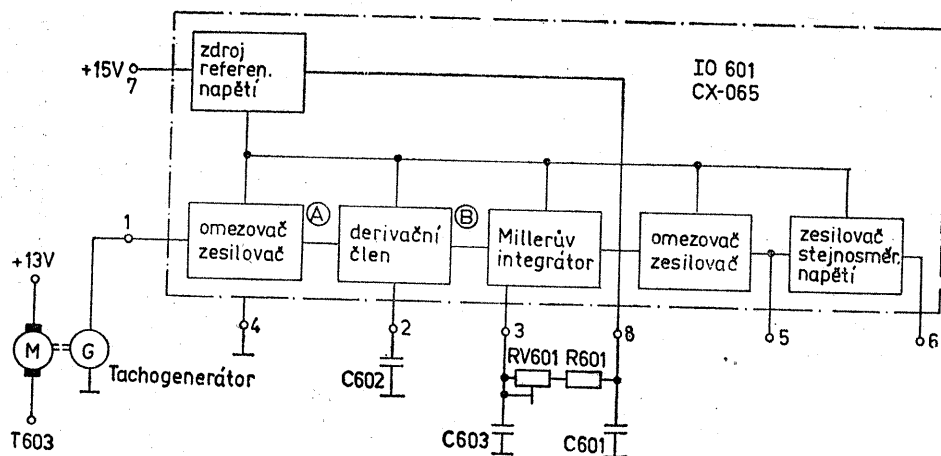 +15V
7
zdroj
referen.
napětí
IO 601
CX-065
1
omezovač
zesilovač
A
derivační
člen
B
Millerův
integrátor
omezovač
zesilovač
zesilovač
stejnosměr.
napětí
+13V
M
G
Tachogenerátor
T603
4
2
3
8
5
6
C602
RV601
R601
C603
C601